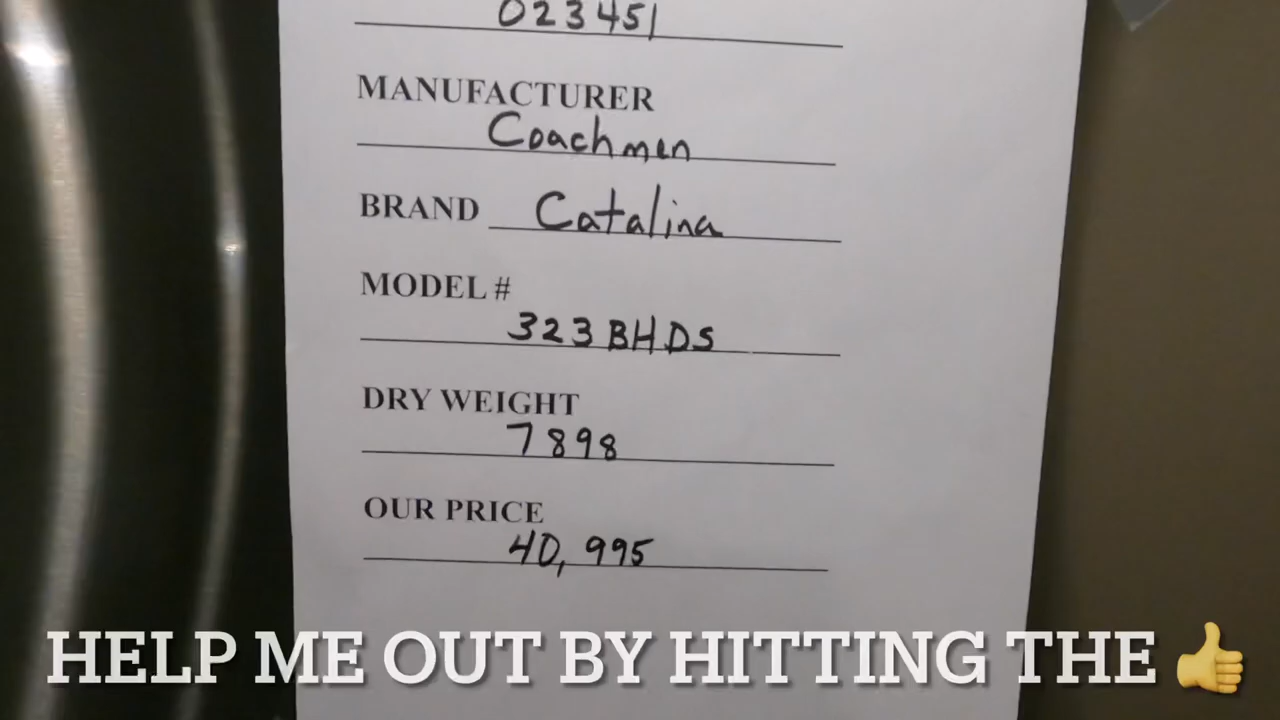 023451
MANUFACTURER
Coachmen
BRAND Catalina
MODEL #
323BHDS
DRY WEIGHT
7898
OUR PRICE
40,995
HELP ME OUT BY HITTING THE 👍